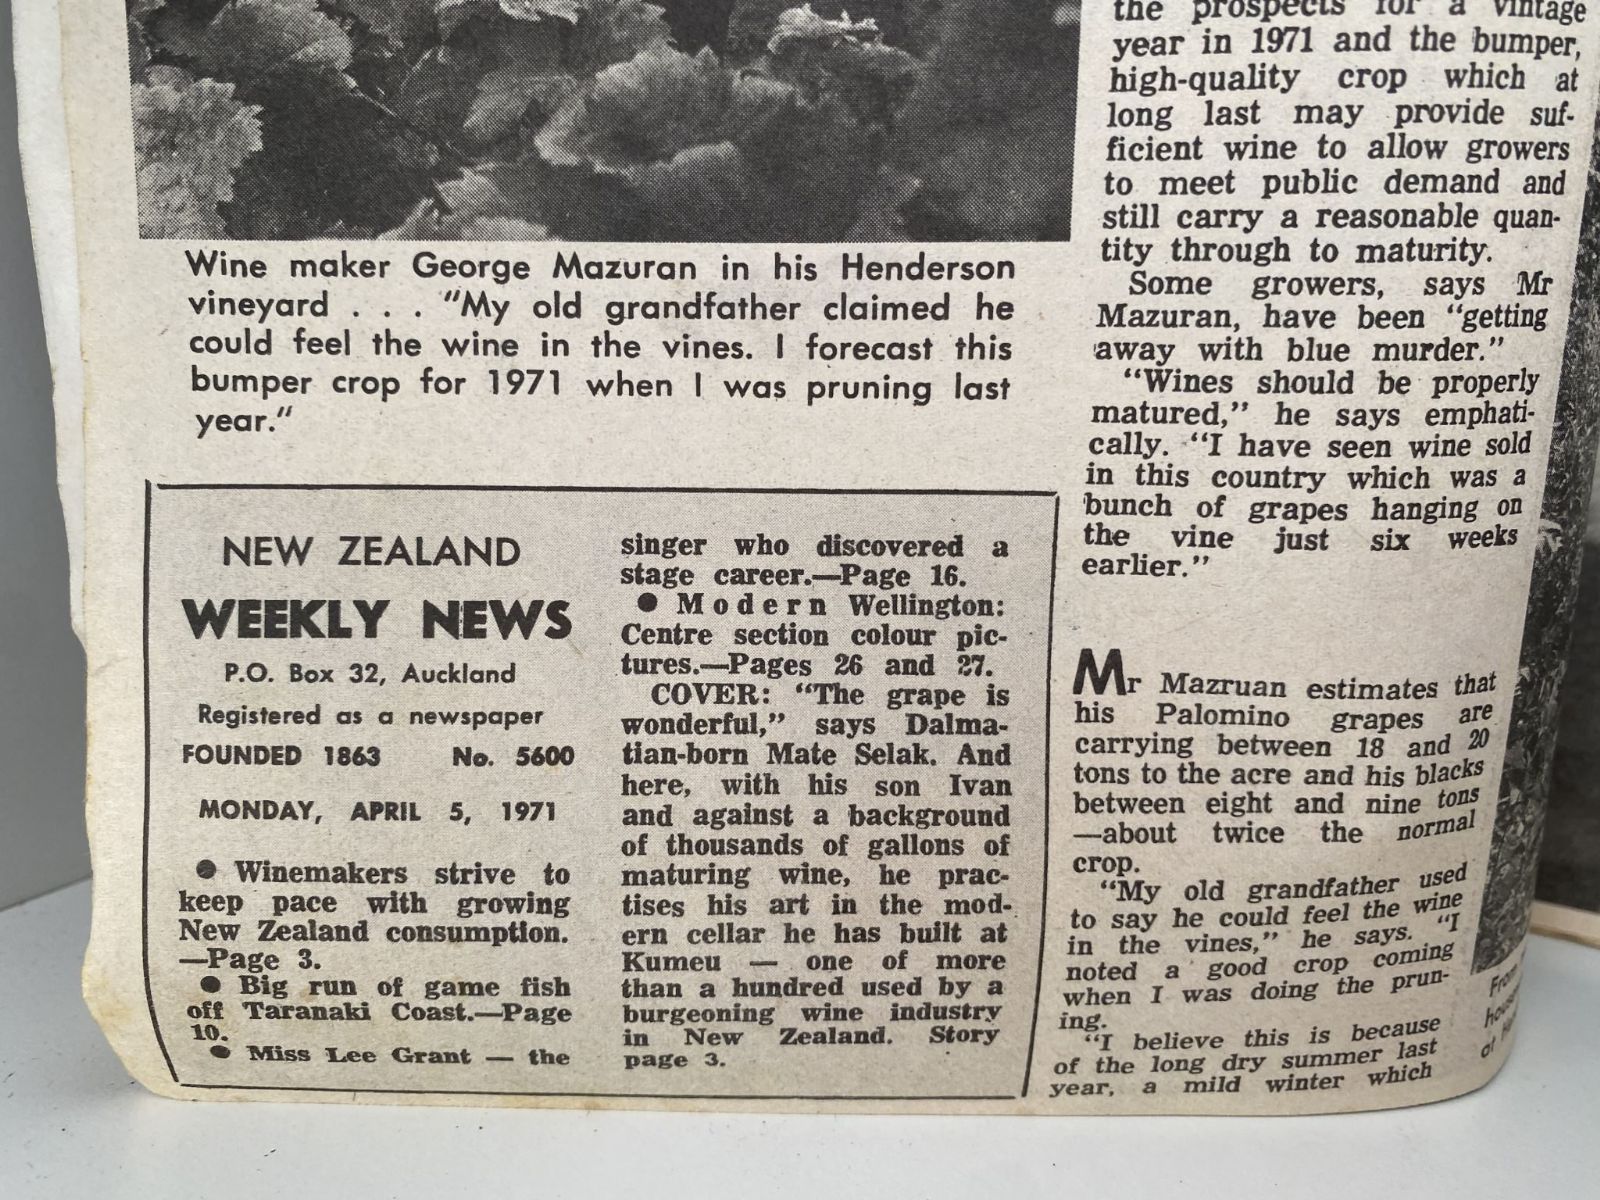 Wine maker George Mazuran in his Henderson
vineyard . . . "My old grandfather claimed he
could feel the wine in the vines. I forecast this
bumper crop for 1971 when I was pruning last
year."
NEW ZEALAND
WEEKLY NEWS
P.O. Box 32, Auckland
Registered as a newspaper
FOUNDED 1863 No. 5600
MONDAY, APRIL 5, 1971
● Winemakers strive to
keep pace with growing
New Zealand consumption.
—Page 3.
● Big run of game fish
off Taranaki Coast.—Page
10.
● Miss Lee Grant — the
singer who discovered a
stage career.—Page 16.
● Modern Wellington:
Centre section colour pic-
tures.—Pages 26 and 27.
COVER: "The grape is
wonderful," says Dalma-
tian-born Mate Selak. And
here, with his son Ivan
and against a background
of thousands of gallons of
maturing wine, he prac-
tises his art in the mod-
ern cellar he has built at
Kumeu — one of more
than a hundred used by a
burgeoning wine industry
in New Zealand. Story
page 3.
the prospects for a vintage
year in 1971 and the bumper,
high-quality crop which at
long last may provide suf-
ficient wine to allow growers
to meet public demand and
still carry a reasonable quan-
tity through to maturity.
Some growers, says Mr
Mazuran, have been "getting
away with blue murder."
"Wines should be properly
matured," he says emphati-
cally. "I have seen wine sold
in this country which was a
bunch of grapes hanging on
the vine just six weeks
earlier."
Mr Mazruan estimates that
his Palomino grapes are
carrying between 18 and 20
tons to the acre and his blacks
between eight and nine tons
—about twice the normal
crop.
"My old grandfather used
to say he could feel the wine
in the vines," he says. "I
noted a good crop coming
when I was doing the prun-
ing.
"I believe this is because
of the long dry summer last
year, a mild winter which